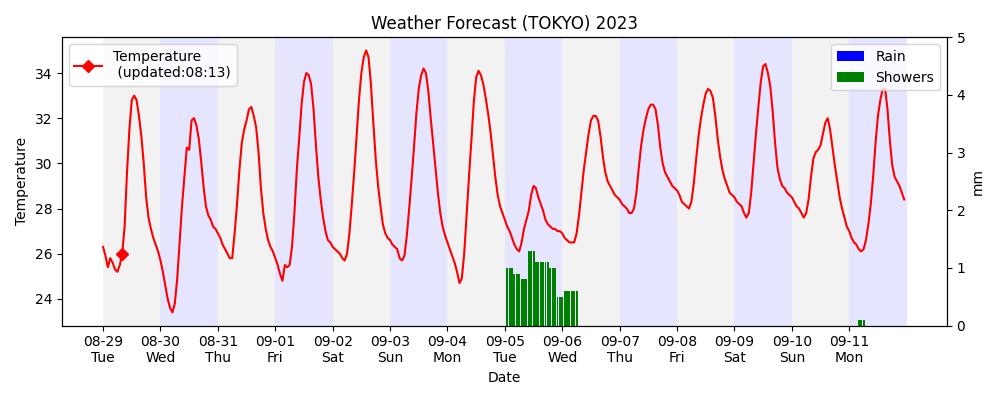 Weather Forecast (TOKYO) 2023
Temperature
(updated:08:13)
Rain
Showers
Temperature
34
32
30
28
26
24
5
4
3
2
1
0
mm
08-29 08-30 08-31 09-01 09-02 09-03 09-04 09-05 09-06 09-07 09-08 09-09 09-10 09-11
Tue Wed Thu Fri Sat Sun Mon Tue Wed Thu Fri Sat Sun Mon
Date